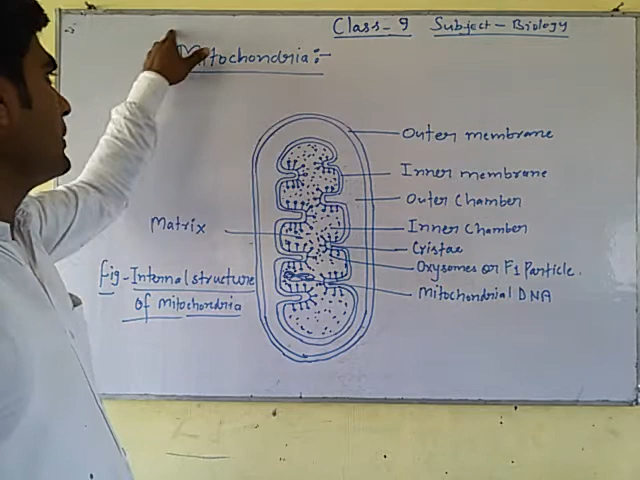 Class - 9 Subject - Biology
Mitochondria :-
Outer membrane
Inner membrane
Outer Chamber
Matrix
Inner Chamber
Cristae
Oxysomes or F1 Particle.
Fig - Internal structure
of Mitochondria
Mitochondrial DNA